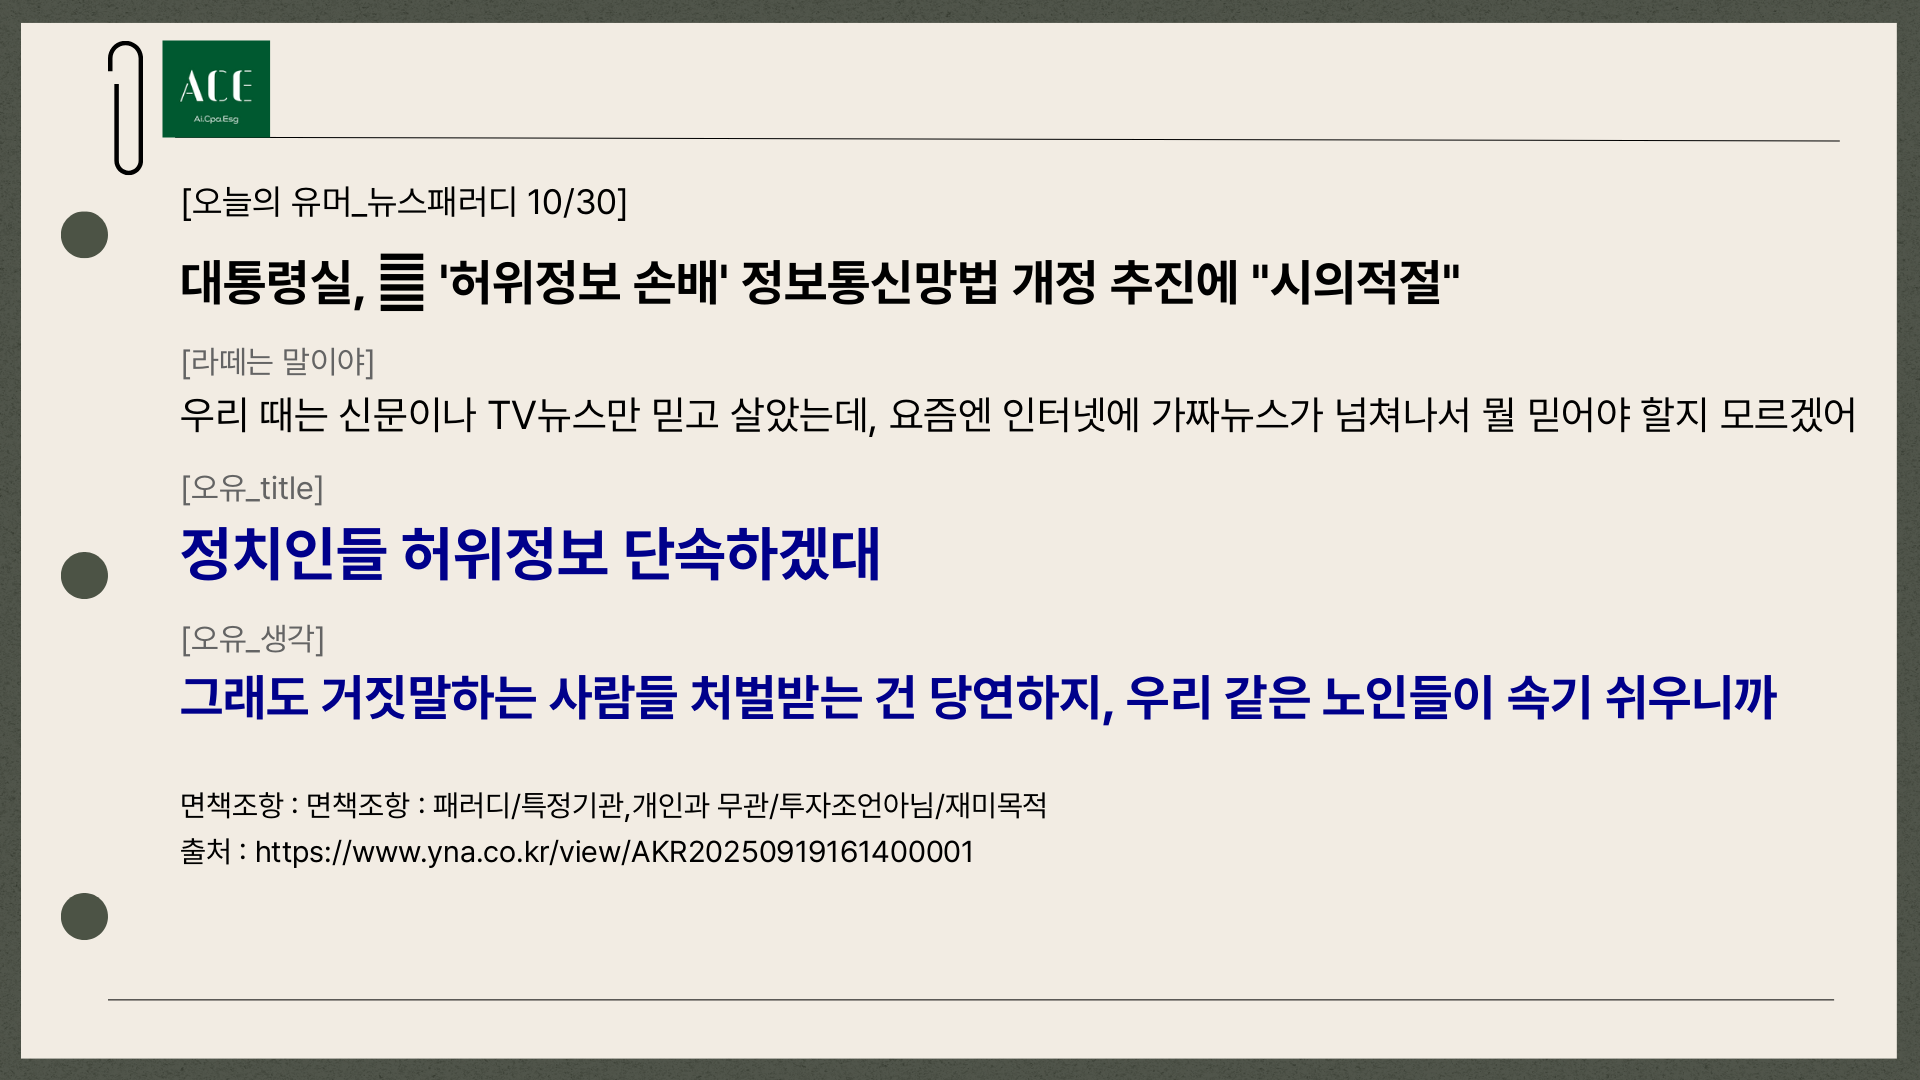 ACE
Ai.Cpa.Esg
[오늘의 유머_뉴스패러디 10/30]
대통령실, '허위정보 손배' 정보통신망법 개정 추진에 "시의적절"
[라떼는 말이야]
우리 때는 신문이나 TV뉴스만 믿고 살았는데, 요즘엔 인터넷에 가짜뉴스가 넘쳐나서 뭘 믿어야 할지 모르겠어
[오유_title]
정치인들 허위정보 단속하겠대
[오유_생각]
그래도 거짓말하는 사람들 처벌받는 건 당연하지, 우리 같은 노인들이 속기 쉬우니까
면책조항 : 면책조항 : 패러디/특정기관,개인과 무관/투자조언아님/재미목적
출처 : https://www.yna.co.kr/view/AKR20250919161400001